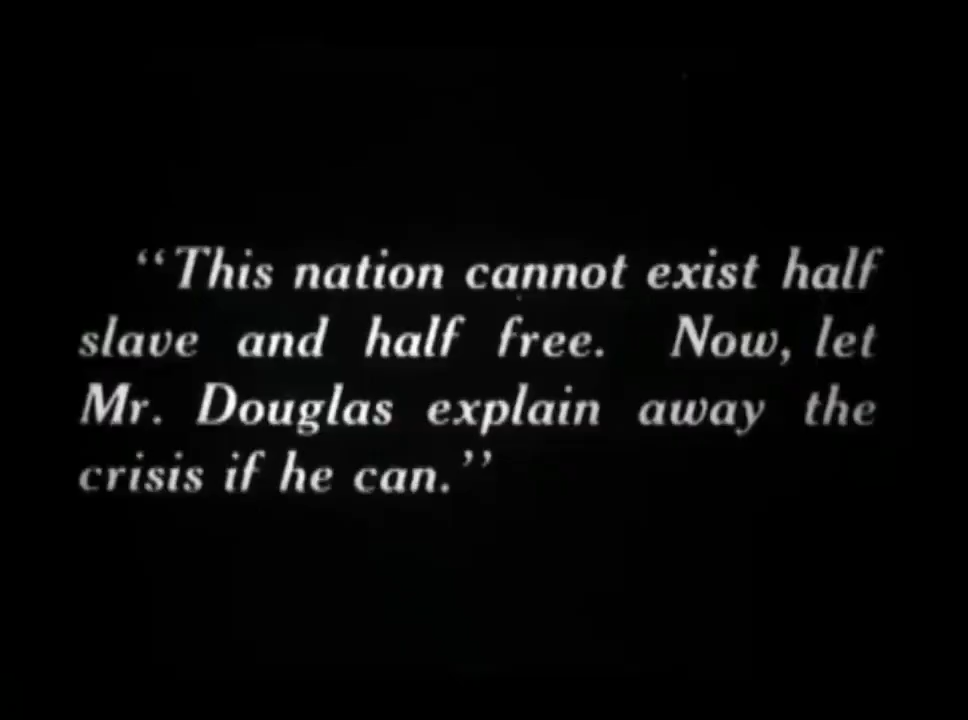 “This nation cannot exist half
slave and half free. Now, let
Mr. Douglas explain away the
crisis if he can.”